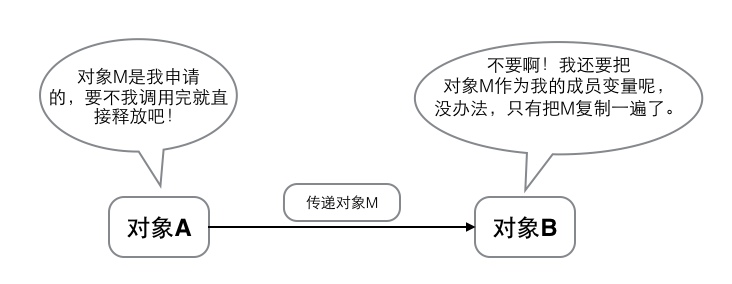 对象M是我申请
的，要不我调用完就直
接释放吧！
不要啊！我还要把
对象M作为我的成员变量呢，
没办法，只有把M复制一遍了。
传递对象M
对象A
对象B